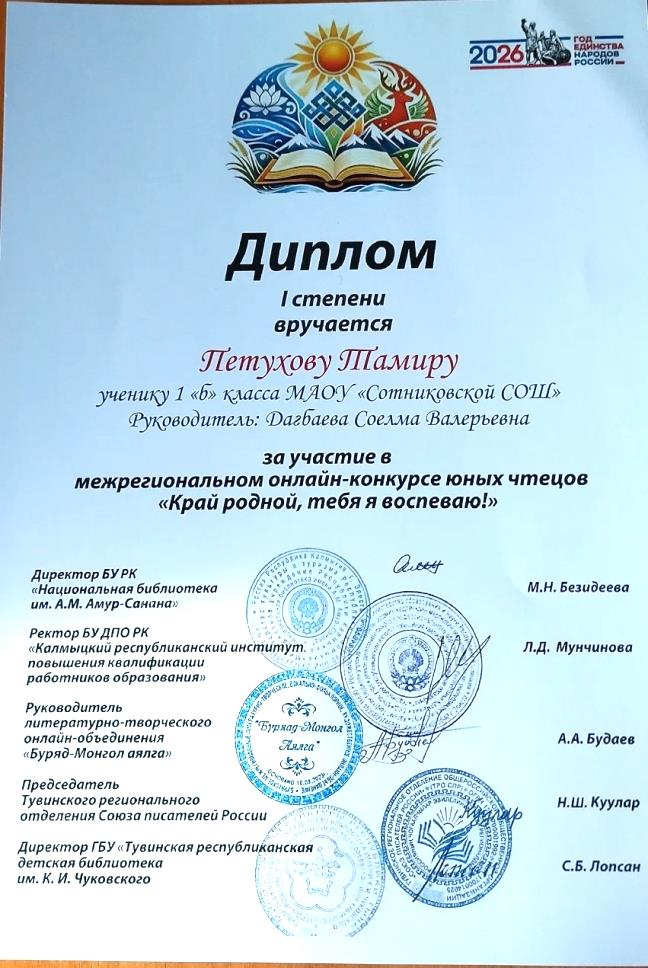 2026 ГОД
ЕДИНСТВА
НАРОДОВ
РОССИИ
Диплом
I степени
вручается
Петухову Тамиру
ученику 1 «б» класса МАОУ «Сотниковской СОШ»
Руководитель: Дагбаева Соелма Валерьевна
за участие в
межрегиональном онлайн-конкурсе юных чтецов
«Край родной, тебя я воспеваю!»
Директор БУ РК
«Национальная библиотека
им. А.М. Амур-Санана»
М.Н. Безидеева
Ректор БУ ДПО РК
«Калмыцкий республиканский институт
повышения квалификации
работников образования»
Л.Д. Мунчинова
Руководитель
литературно-творческого
онлайн-объединения
«Буряд-Монгол аялга»
"Буряад-Монгол
Аялга"
А.А. Будаев
Председатель
Тувинского регионального
отделения Союза писателей России
Куулар
Н.Ш. Куулар
Директор ГБУ «Тувинская республиканская
детская библиотека
им. К. И. Чуковского
С.Б. Лопсан